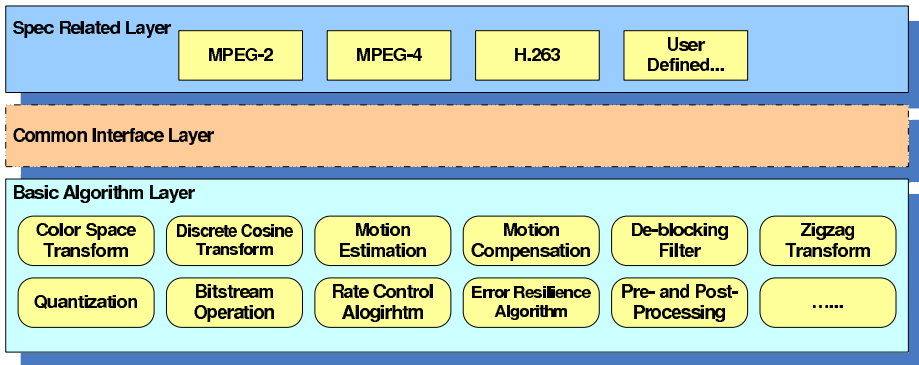 Spec Related Layer
MPEG-2
MPEG-4
H.263
User
Defined...
Common Interface Layer
Basic Algorithm Layer
Color Space
Transform
Discrete Cosine
Transform
Motion
Estimation
Motion
Compensation
De-blocking
Filter
Zigzag
Transform
Quantization
Bitstream
Operation
Rate Control
Alogirhtm
Error Resilience
Algorithm
Pre- and Post-
Processing
…...